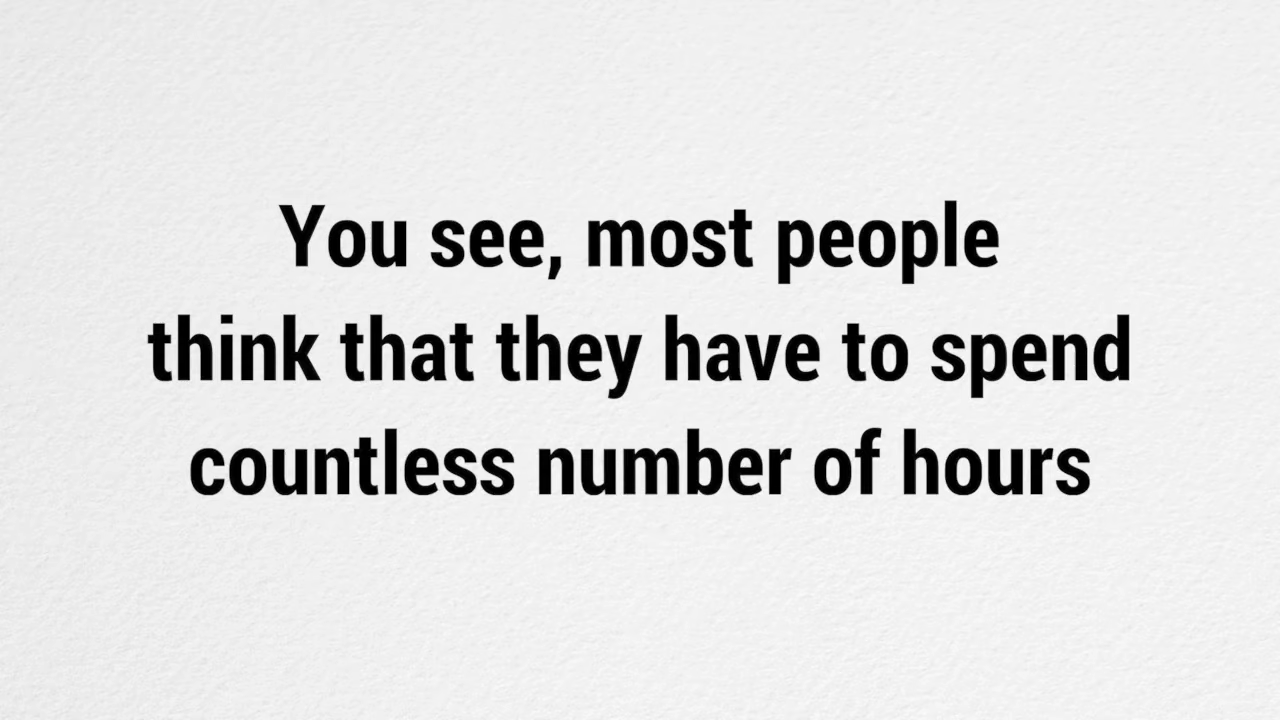 You see, most people
think that they have to spend
countless number of hours